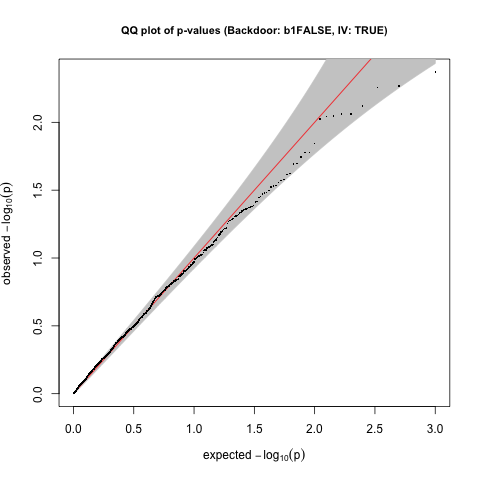 QQ plot of p-values (Backdoor: b1FALSE, IV: TRUE)
observed −log₁₀(p)
2.0
1.5
1.0
0.5
0.0
0.0 0.5 1.0 1.5 2.0 2.5 3.0
expected −log₁₀(p)